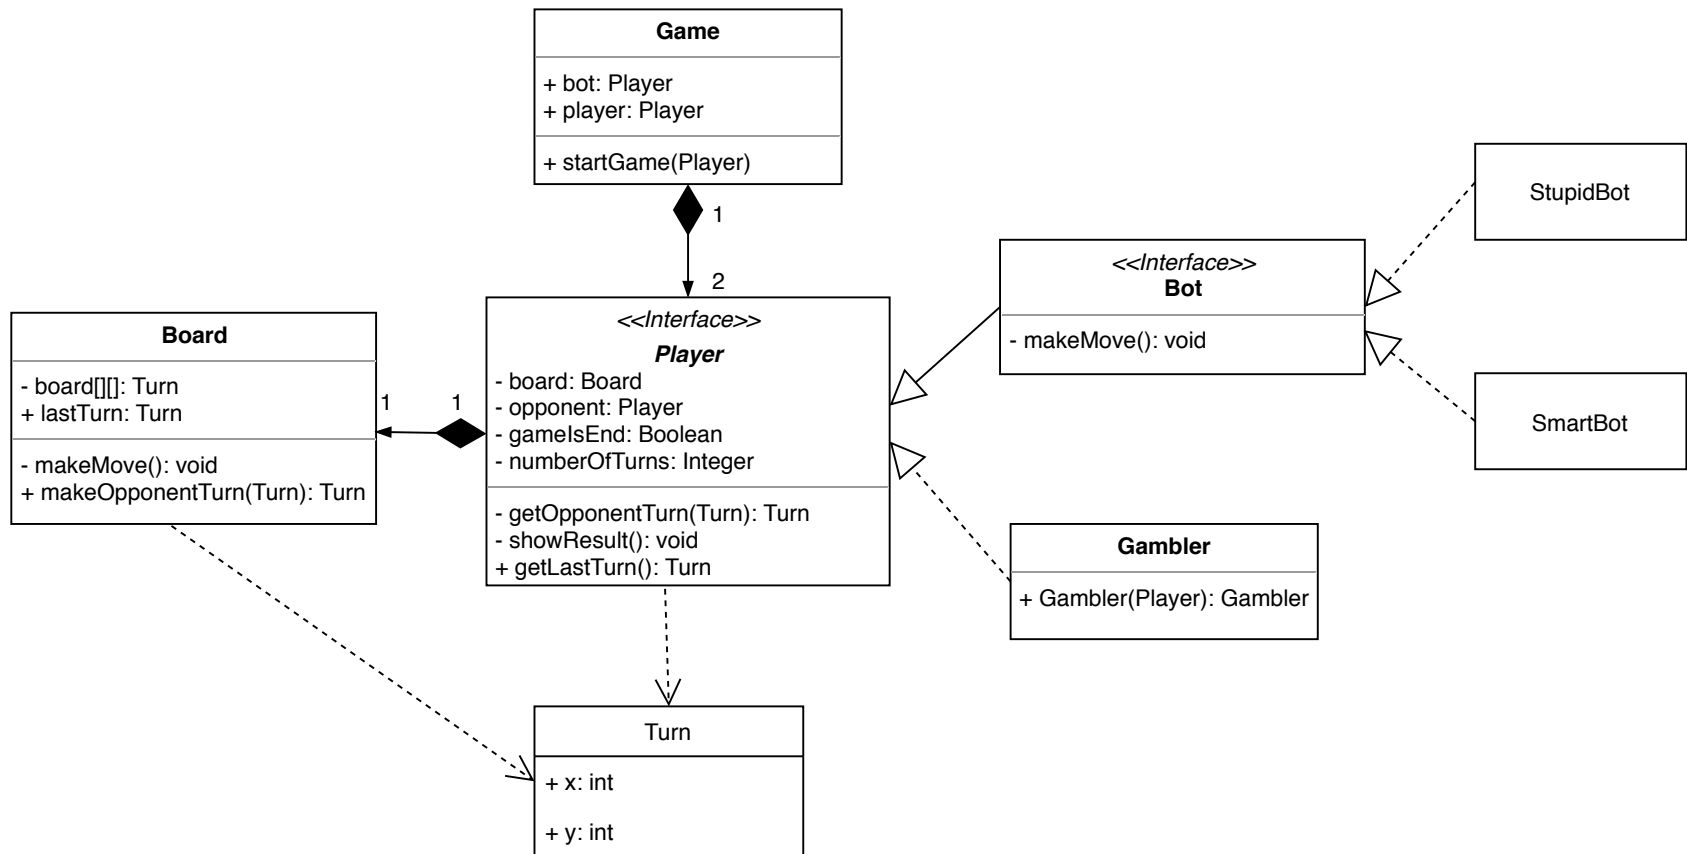 Game
+ bot: Player
+ player: Player
+ startGame(Player)
1
2
StupidBot
<<Interface>>
Bot
- makeMove(): void
SmartBot
Board
- board[][]: Turn
+ lastTurn: Turn
- makeMove(): void
+ makeOpponentTurn(Turn): Turn
1
1
<<Interface>>
Player
- board: Board
- opponent: Player
- gameIsEnd: Boolean
- numberOfTurns: Integer
- getOpponentTurn(Turn): Turn
- showResult(): void
+ getLastTurn(): Turn
Gambler
+ Gambler(Player): Gambler
Turn
+ x: int
+ y: int